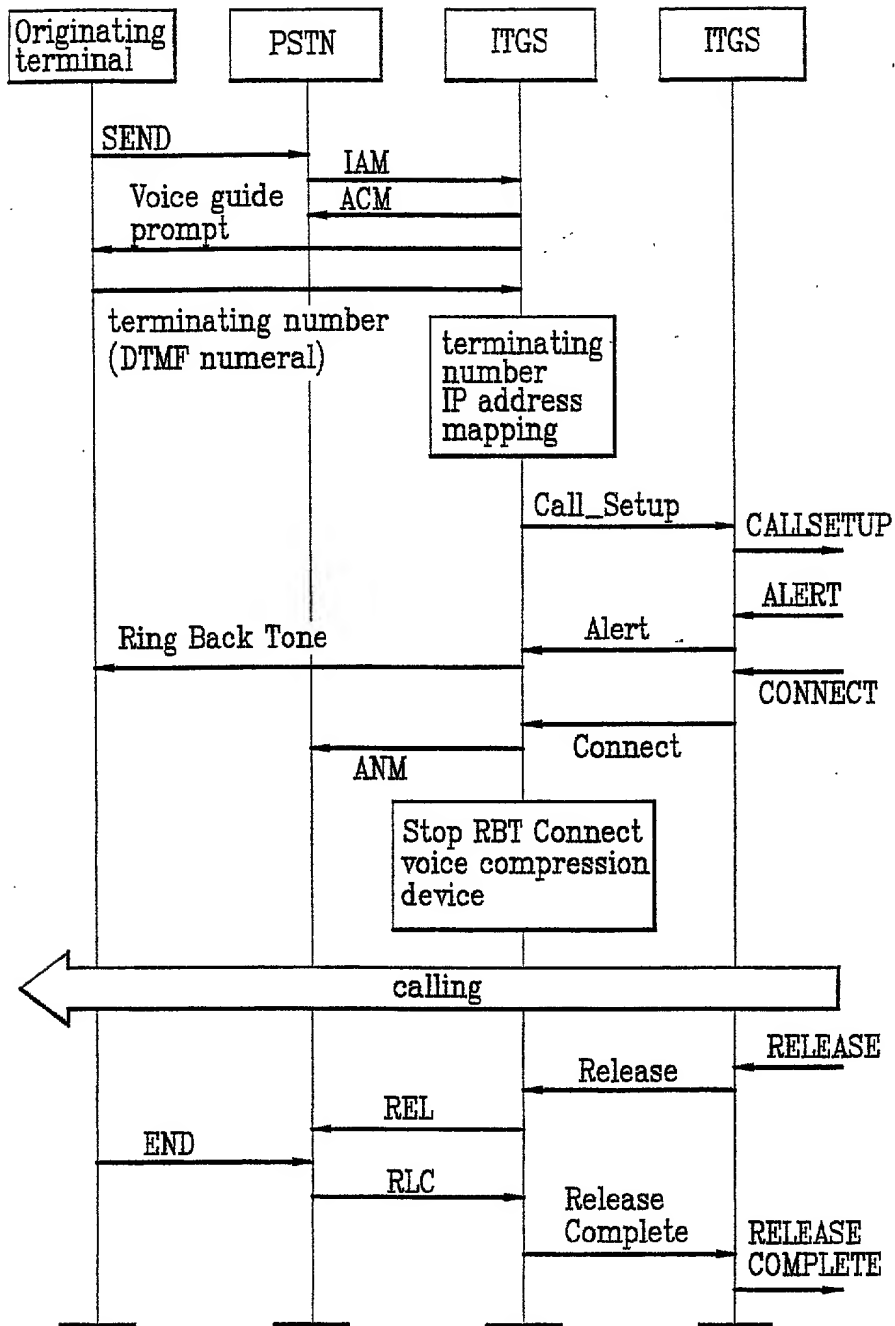 Originating
terminal
PSTN
ITGS
ITGS
SEND
IAM
Voice guide
prompt
ACM
terminating number
(DTMF numeral)
terminating
number
IP address
mapping
Call_Setup
CALLSETUP
ALERT
Alert
Ring Back Tone
CONNECT
Connect
ANM
Stop RBT Connect
voice compression
device
calling
RELEASE
Release
REL
END
RLC
Release
Complete
RELEASE
COMPLETE